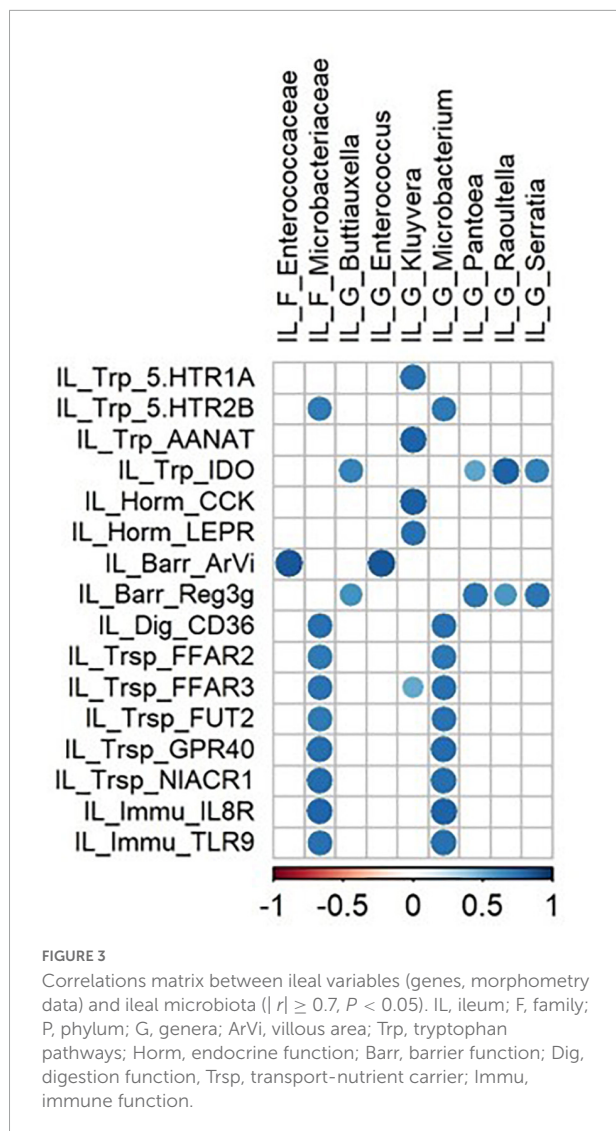 IL_F_Enterococcaceae
IL_F_Microbacteriaceae
IL_G_Buttiauxella
IL_G_Enterococcus
IL_G_Kluyvera
IL_G_Microbacterium
IL_G_Pantoea
IL_G_Raoultella
IL_G_Serratia
IL_Trp_5.HTR1A
IL_Trp_5.HTR2B
IL_Trp_AANAT
IL_Trp_IDO
IL_Horm_CCK
IL_Horm_LEPR
IL_Barr_ArVi
IL_Barr_Reg3g
IL_Dig_CD36
IL_Trsp_FFAR2
IL_Trsp_FFAR3
IL_Trsp_FUT2
IL_Trsp_GPR40
IL_Trsp_NIACR1
IL_Immu_IL8R
IL_Immu_TLR9
-1 -0.5 0 0.5 1
FIGURE 3
Correlations matrix between ileal variables (genes, morphometry
data) and ileal microbiota (| r| ≥ 0.7, P < 0.05). IL, ileum; F, family;
P, phylum; G, genera; ArVi, villous area; Trp, tryptophan
pathways; Horm, endocrine function; Barr, barrier function; Dig,
digestion function, Trsp, transport-nutrient carrier; Immu,
immune function.